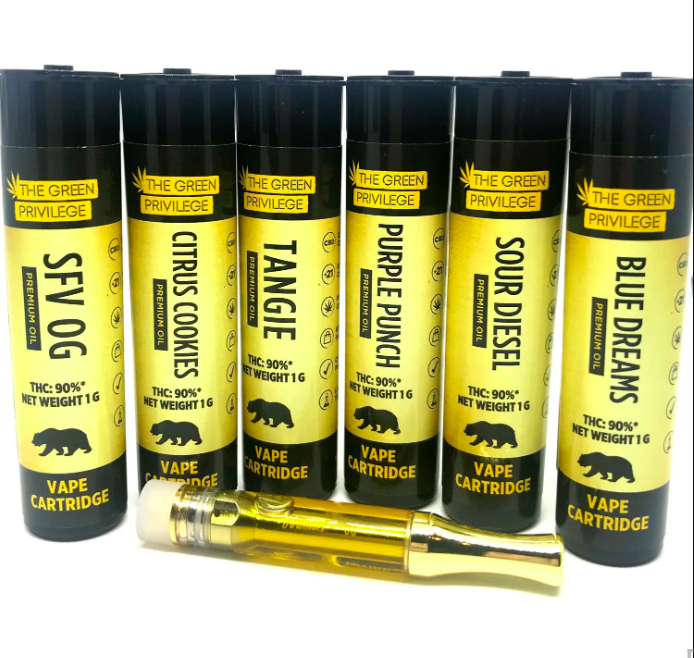 THE GREEN
PRIVILEGE
SFV OG
PREMIUM OIL
THC: 90%*
NET WEIGHT 1 G
VAPE
CARTRIDGE
THE GREEN
PRIVILEGE
CITRUS COOKIES
PREMIUM OIL
THC: 90%*
NET WEIGHT 1 G
VAPE
CARTRIDGE
THE GREEN
PRIVILEGE
TANGIE
PREMIUM OIL
THC: 90%*
NET WEIGHT 1 G
VAPE
CARTRIDGE
THE GREEN
PRIVILEGE
PURPLE PUNCH
PREMIUM OIL
THC: 90%*
NET WEIGHT 1 G
VAPE
CARTRIDGE
THE GREEN
PRIVILEGE
SOUR DIESEL
PREMIUM OIL
THC: 90%*
NET WEIGHT 1 G
VAPE
CARTRIDGE
THE GREEN
PRIVILEGE
BLUE DREAMS
PREMIUM OIL
THC: 90%*
NET WEIGHT 1 G
VAPE
CARTRIDGE